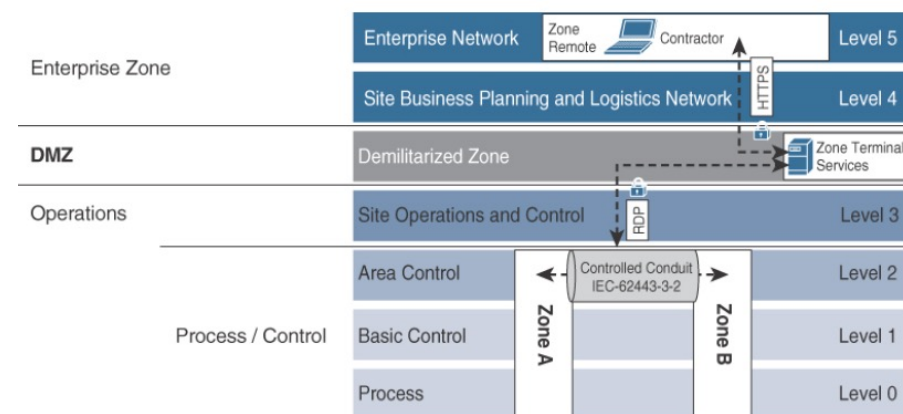 Enterprise Zone
Enterprise Network
Zone
Remote
Contractor
Level 5
HTTPS
Site Business Planning and Logistics Network
Level 4
DMZ
Demilitarized Zone
Zone Terminal
Services
Operations
Site Operations and Control
RDP
Level 3
Process / Control
Area Control
Controlled Conduit
IEC-62443-3-2
Level 2
Zone A
Zone B
Basic Control
Level 1
Process
Level 0